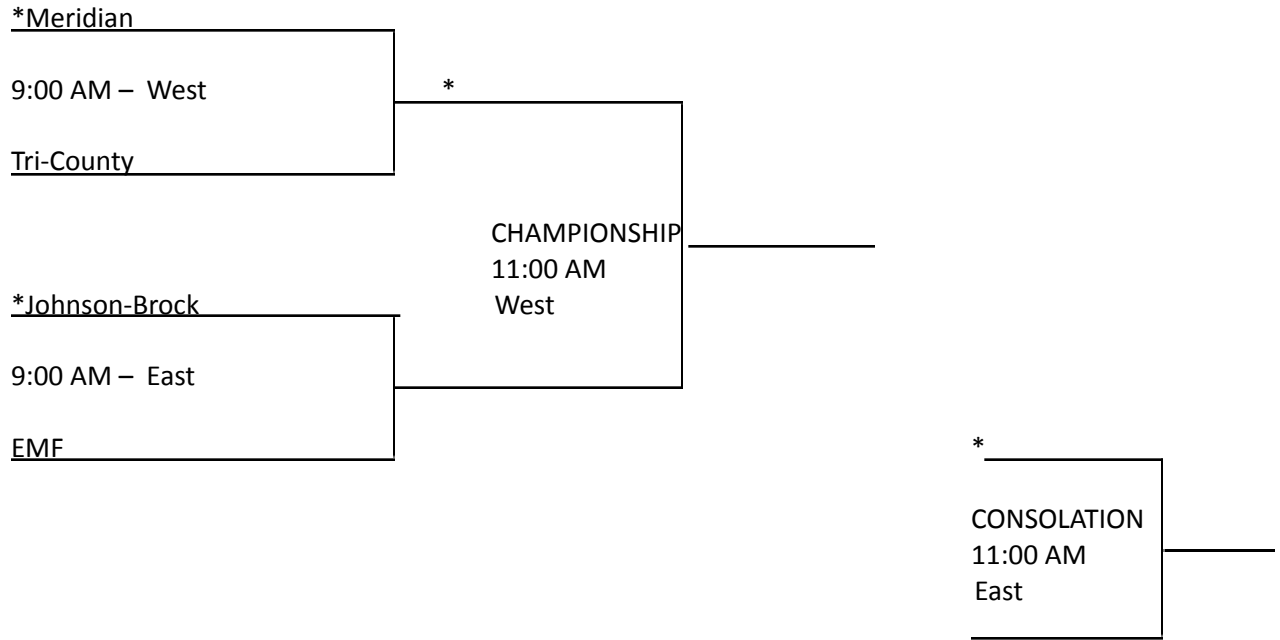 *Meridian
9:00 AM – West
*
Tri-County
CHAMPIONSHIP
11:00 AM
West
*Johnson-Brock
9:00 AM – East
EMF
*
CONSOLATION
11:00 AM
East